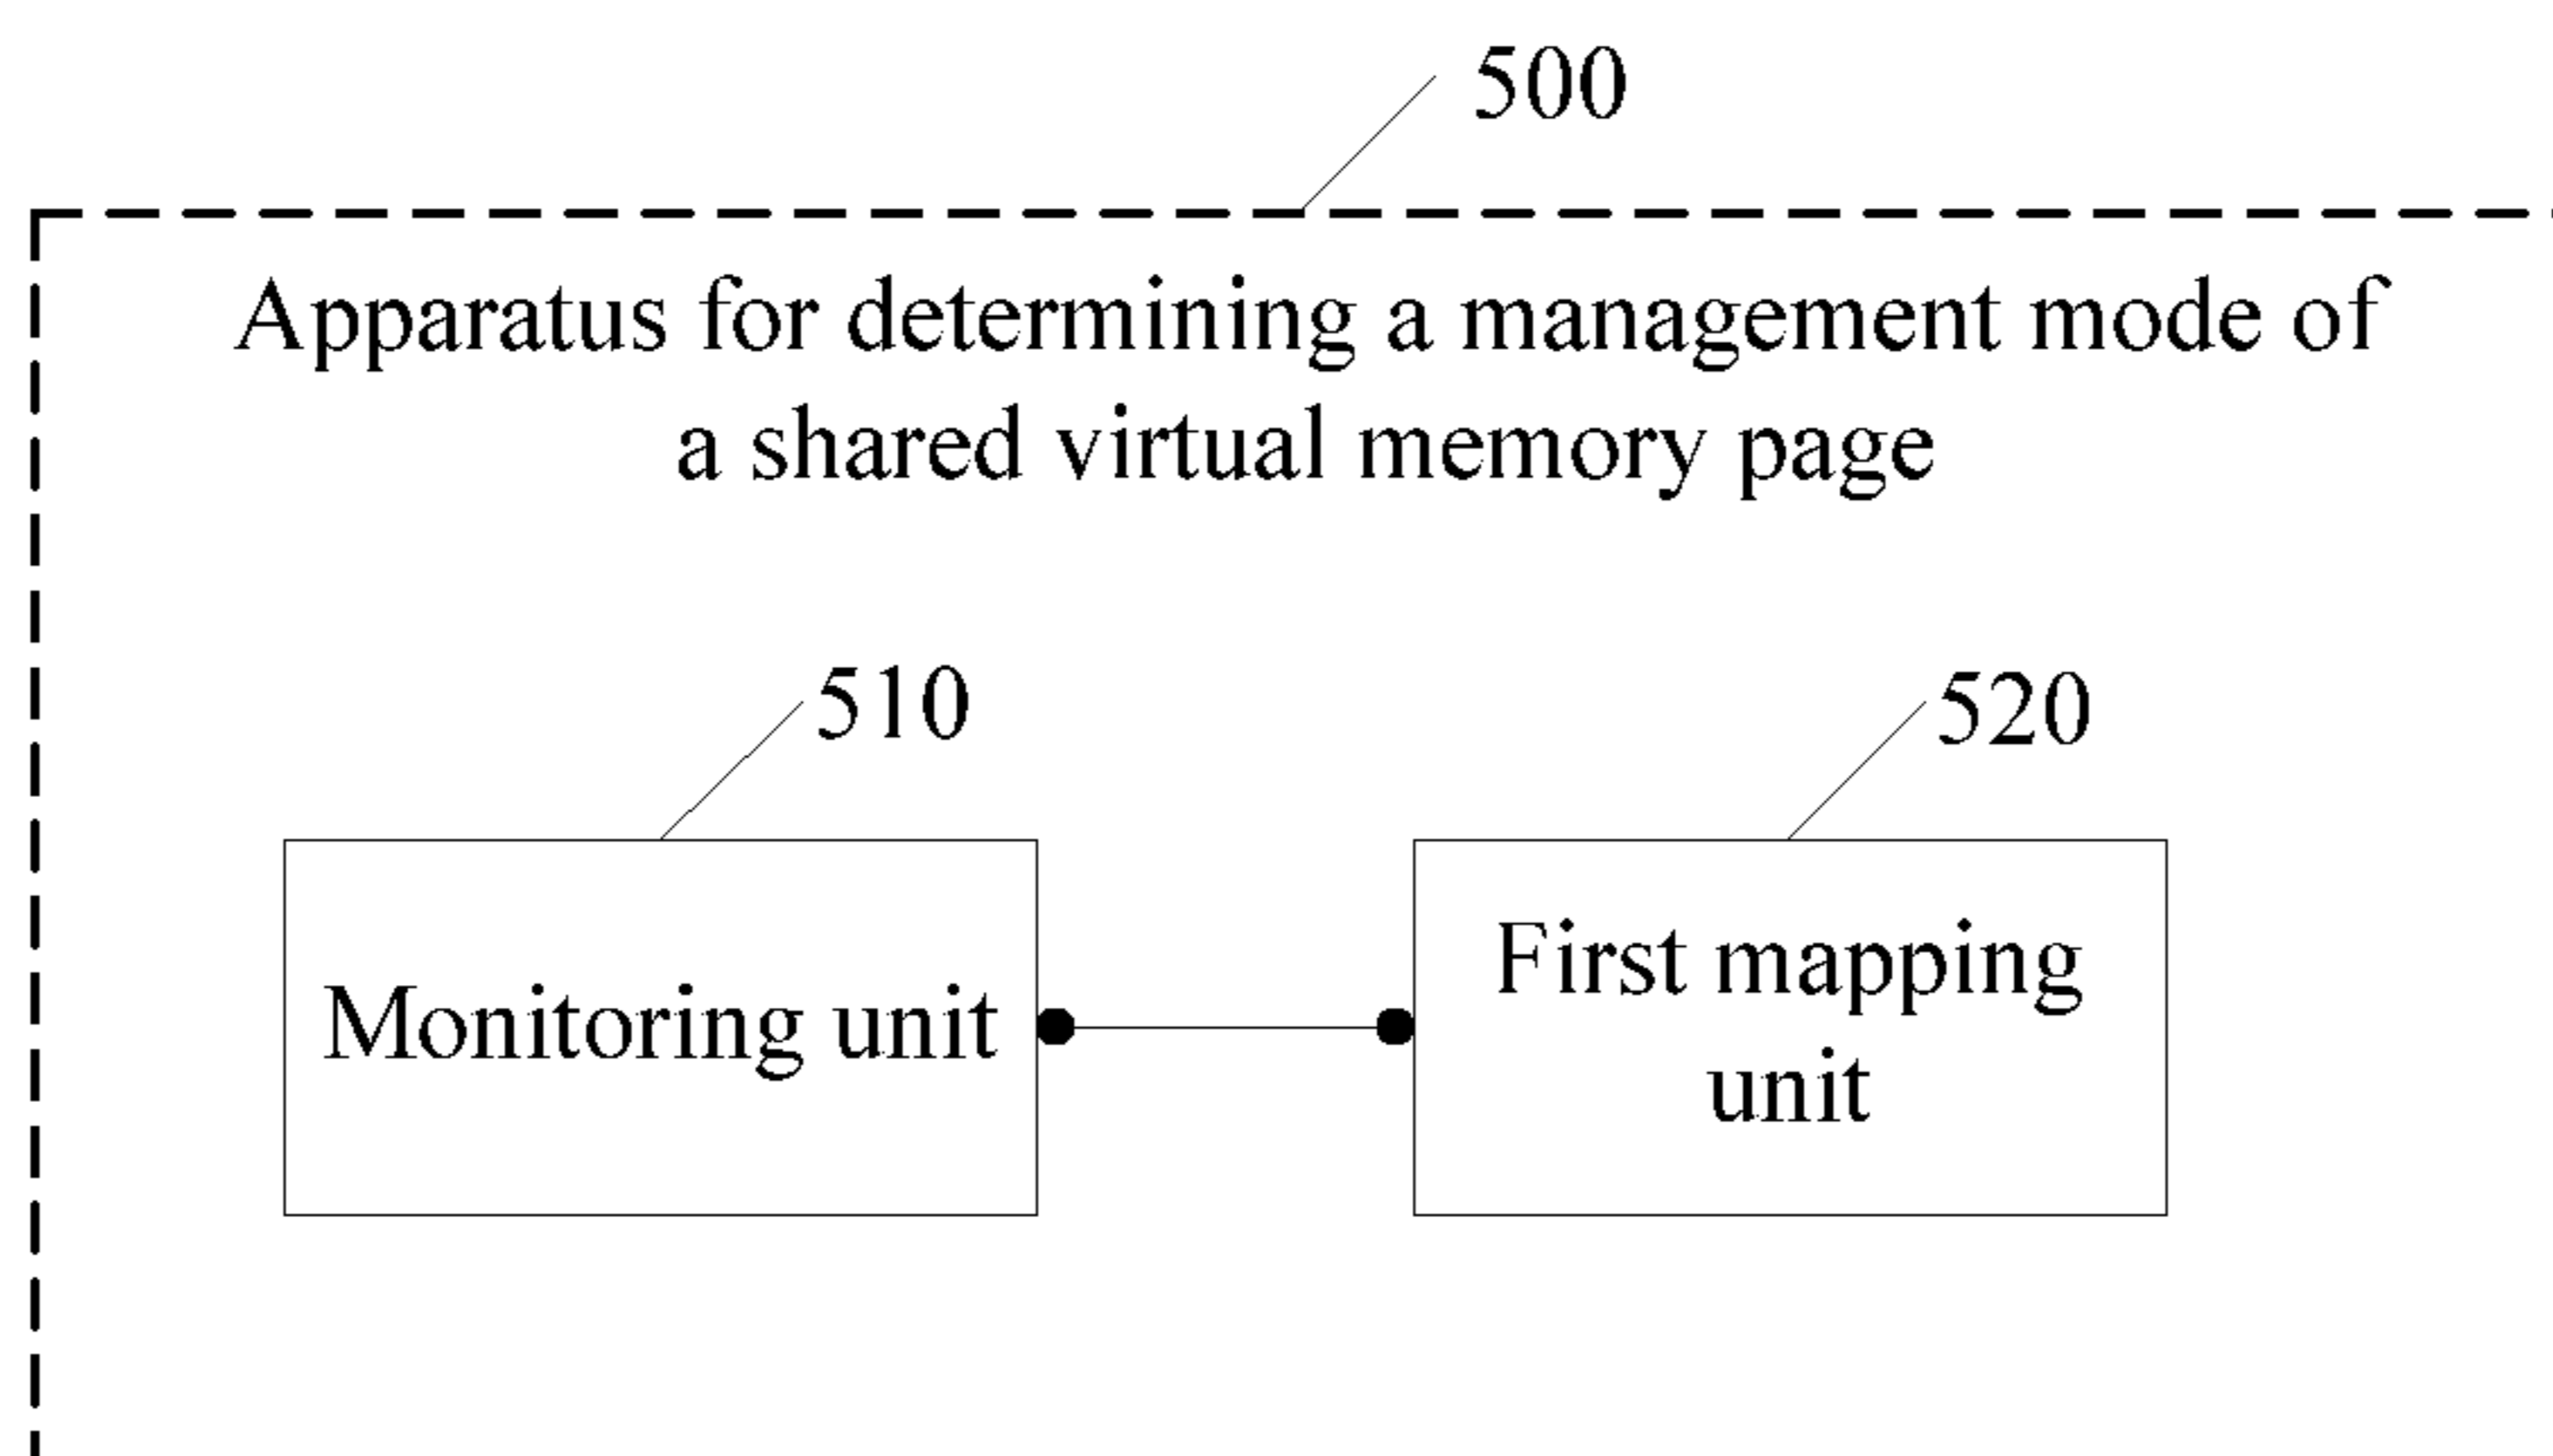 500
Apparatus for determining a management mode of
a shared virtual memory page
510
520
Monitoring unit
First mapping
unit